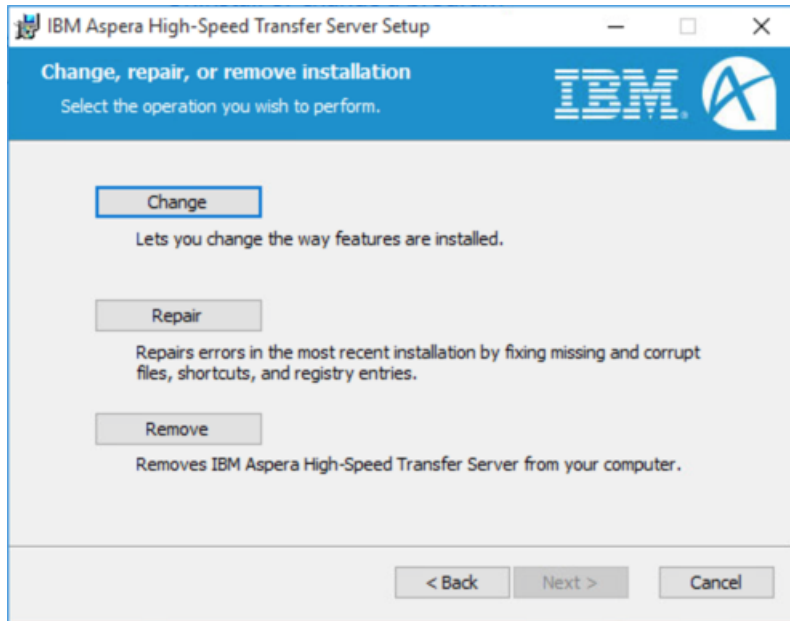 IBM Aspera High-Speed Transfer Server Setup
Change, repair, or remove installation
Select the operation you wish to perform.
IBM.
Change
Lets you change the way features are installed.
Repair
Repairs errors in the most recent installation by fixing missing and corrupt
files, shortcuts, and registry entries.
Remove
Removes IBM Aspera High-Speed Transfer Server from your computer.
< Back
Next >
Cancel